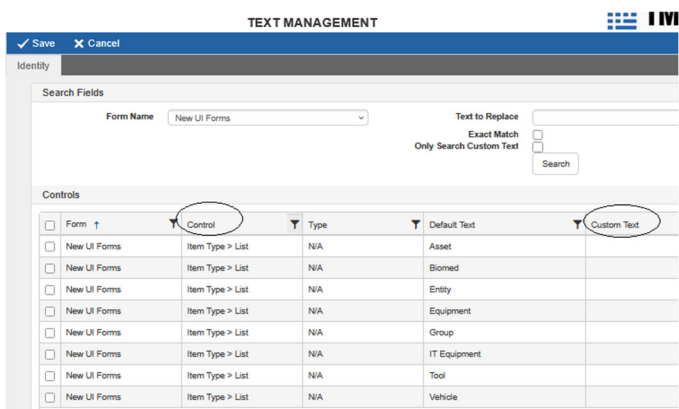 TEXT MANAGEMENT
Save Cancel
Identity
Search Fields
Form Name New UI Forms Text to Replace
Exact Match
Only Search Custom Text
Search
Controls
Form ↑ Control Type Default Text Custom Text
New UI Forms Item Type > List N/A Asset
New UI Forms Item Type > List N/A Biomed
New UI Forms Item Type > List N/A Entity
New UI Forms Item Type > List N/A Equipment
New UI Forms Item Type > List N/A Group
New UI Forms Item Type > List N/A IT Equipment
New UI Forms Item Type > List N/A Tool
New UI Forms Item Type > List N/A Vehicle